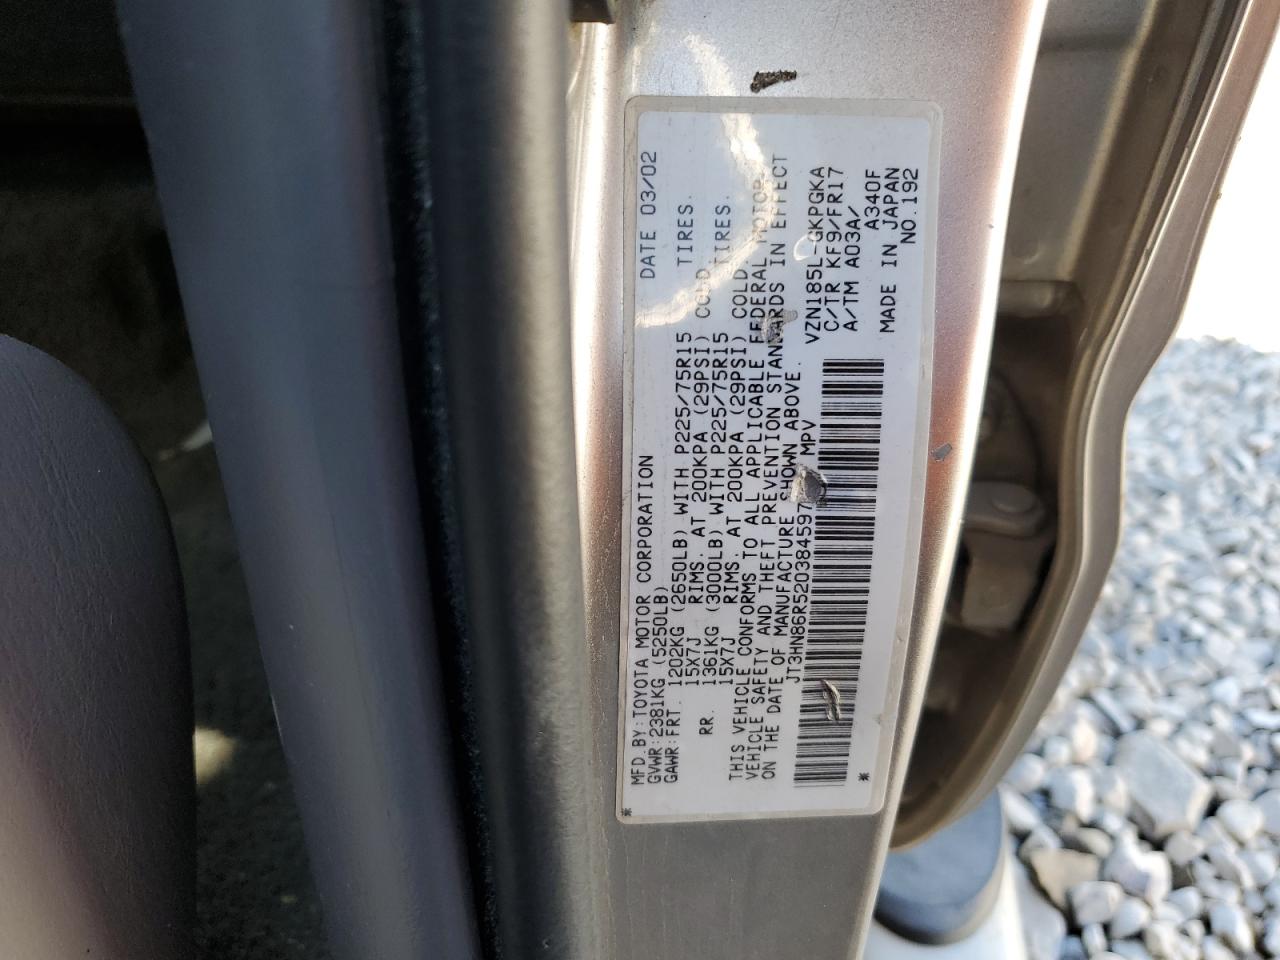 MFD. BY: TOYOTA MOTOR CORPORATION DATE 03/02
GVWR: 2381KG (5250LB)
GAWR: FRT. 1202KG (2650LB) WITH P225/75R15 TIRES.
15X7J RIMS. AT 200KPA (29PSI) COLD.
RR. 1361KG (3000LB) WITH P225/75R15 TIRES.
15X7J RIMS. AT 200KPA (29PSI) COLD.
THIS VEHICLE CONFORMS TO ALL APPLICABLE FEDERAL MOTOR
VEHICLE SAFETY AND THEFT PREVENTION STANDARDS IN EFFECT
ON THE DATE OF MANUFACTURE SHOWN ABOVE.
JT3HN86R520384597 MPV
VZN185L-GKPGKA
C/TR KF9/FR17
A/TM A03A/
A340F
MADE IN JAPAN
NO.192
* *